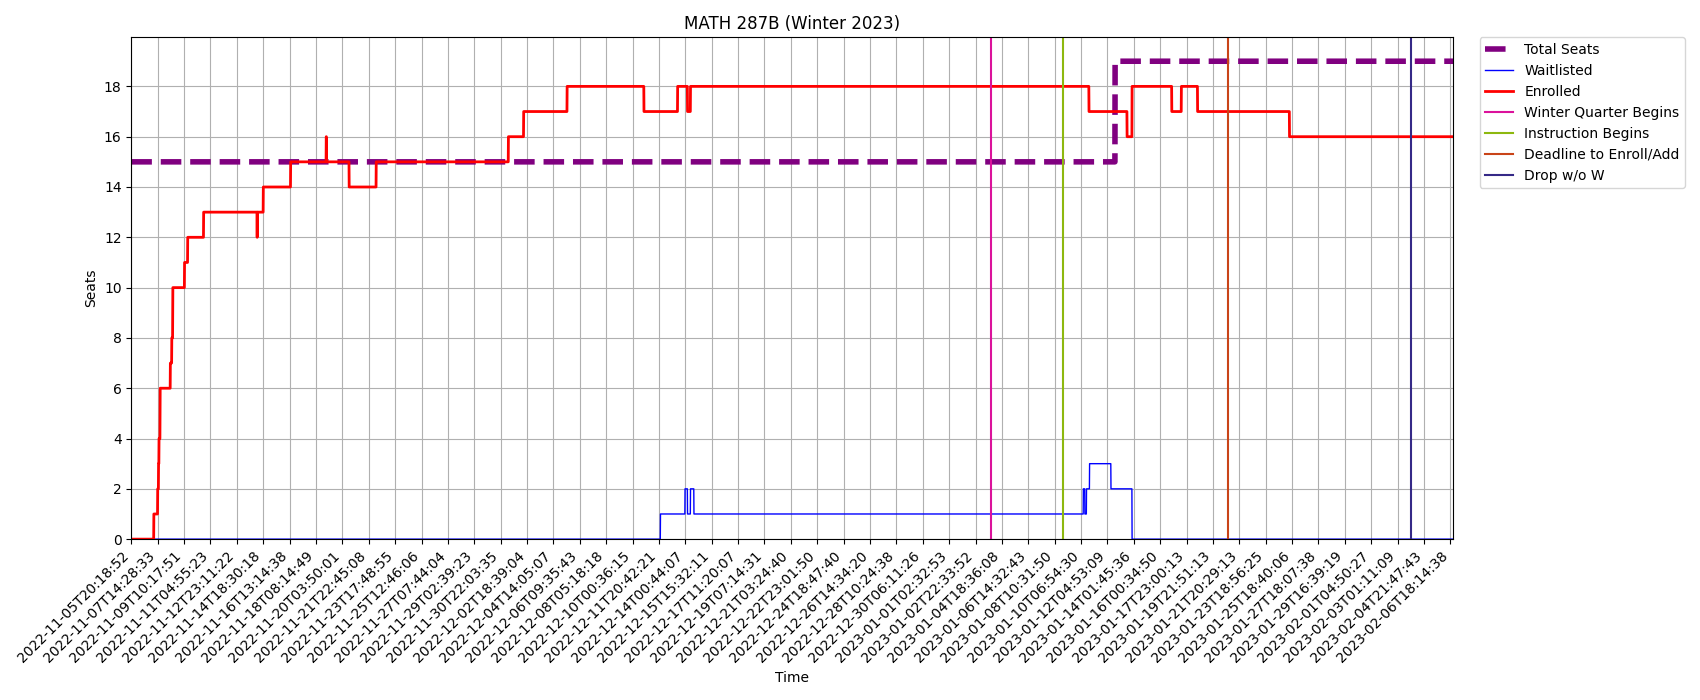 MATH 287B (Winter 2023)
Total Seats
Waitlisted
Enrolled
Winter Quarter Begins
Instruction Begins
Deadline to Enroll/Add
Drop w/o W
Seats
18
16
14
12
10
8
6
4
2
0
2022-11-05T20:18:52
2022-11-07T14:28:33
2022-11-09T10:17:51
2022-11-11T04:55:23
2022-11-12T23:11:22
2022-11-14T18:30:18
2022-11-16T13:14:38
2022-11-18T08:14:49
2022-11-20T03:50:01
2022-11-21T22:45:08
2022-11-23T17:48:55
2022-11-25T12:46:06
2022-11-27T07:44:04
2022-11-29T02:39:23
2022-11-30T22:03:35
2022-12-02T18:39:04
2022-12-04T14:05:07
2022-12-06T09:35:43
2022-12-08T05:18:18
2022-12-10T00:36:15
2022-12-11T20:42:21
2022-12-14T00:44:07
2022-12-15T15:32:11
2022-12-17T11:20:07
2022-12-19T07:14:31
2022-12-21T03:24:40
2022-12-22T23:01:50
2022-12-24T18:47:40
2022-12-26T14:34:20
2022-12-28T10:24:38
2022-12-30T06:11:26
2023-01-01T02:32:53
2023-01-02T22:33:52
2023-01-04T18:36:08
2023-01-06T14:32:43
2023-01-08T10:31:50
2023-01-10T06:54:30
2023-01-12T04:53:09
2023-01-14T01:45:36
2023-01-16T00:34:50
2023-01-17T23:00:13
2023-01-19T21:51:13
2023-01-21T20:29:13
2023-01-23T18:56:25
2023-01-25T18:40:06
2023-01-27T18:07:38
2023-01-29T16:39:19
2023-02-01T04:50:27
2023-02-03T01:11:09
2023-02-04T21:47:43
2023-02-06T18:14:38
Time